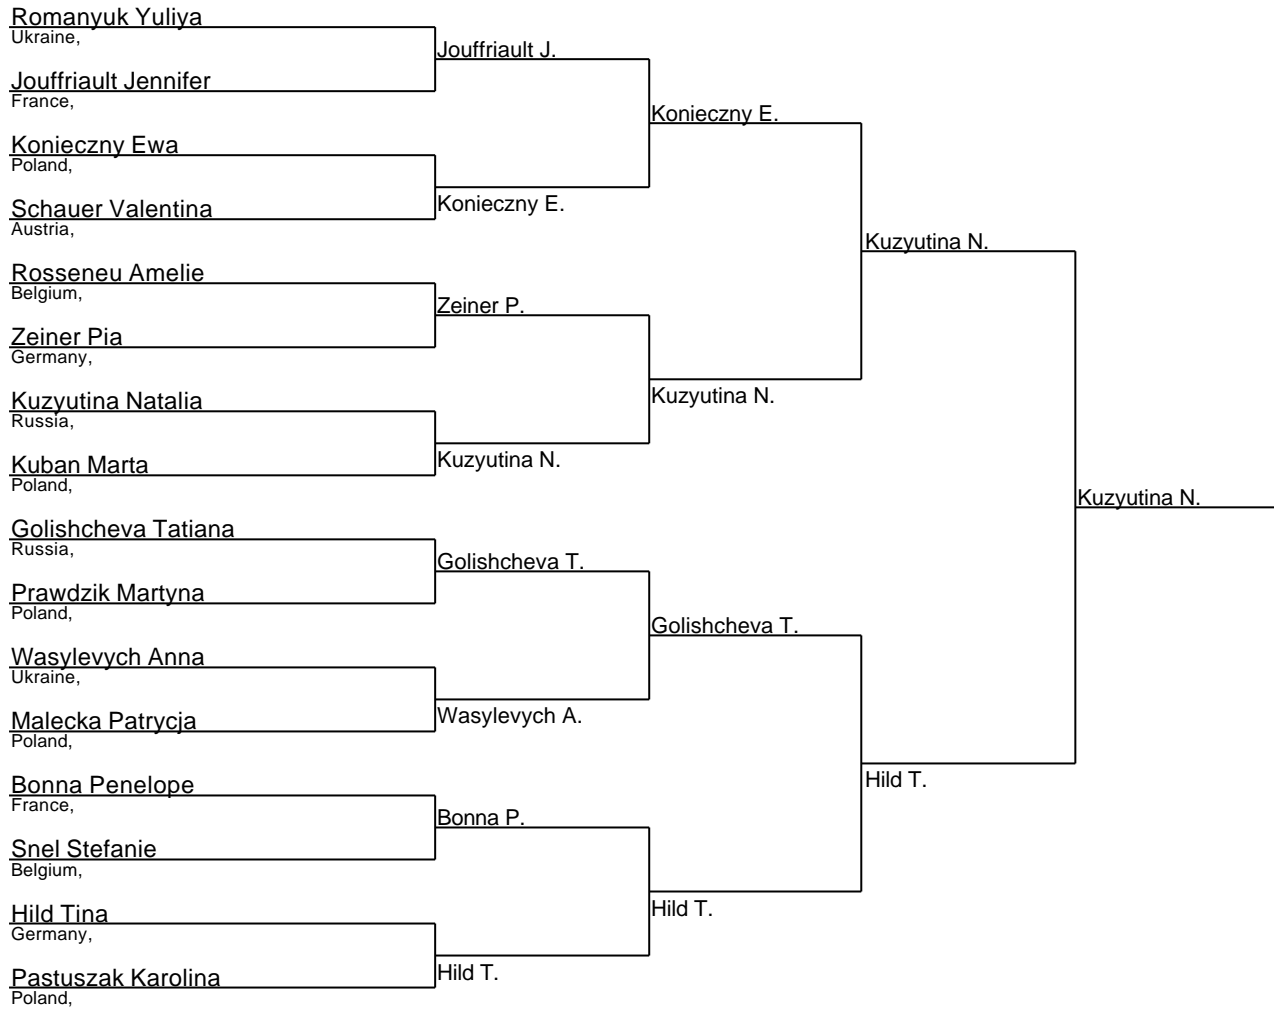 Romanyuk Yuliya
Ukraine,
Jouffriault J.
Jouffriault Jennifer
France,
Konieczny E.
Konieczny Ewa
Poland,
Konieczny E.
Schauer Valentina
Austria,
Kuzyutina N.
Rosseneu Amelie
Belgium,
Zeiner P.
Zeiner Pia
Germany,
Kuzyutina N.
Kuzyutina Natalia
Russia,
Kuzyutina N.
Kuban Marta
Poland,
Kuzyutina N.
Golishcheva Tatiana
Russia,
Golishcheva T.
Prawdzik Martyna
Poland,
Golishcheva T.
Wasylevych Anna
Ukraine,
Wasylevych A.
Malecka Patrycja
Poland,
Hild T.
Bonna Penelope
France,
Bonna P.
Snel Stefanie
Belgium,
Hild T.
Hild Tina
Germany,
Hild T.
Pastuszak Karolina
Poland,